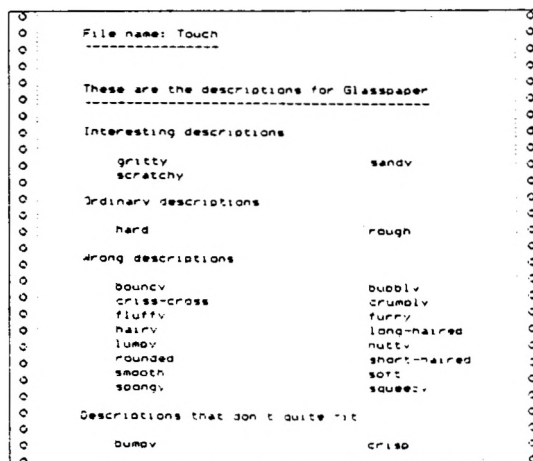 File name: Touch
These are the descriptions for Glasspaper
Interesting descriptions
gritty sandy
scratchy
Ordinary descriptions
hard rough
Wrong descriptions
bouncy bubbly
criss-cross crumply
fluffy furry
hairy long-haired
lumpy nutty
rounded short-haired
smooth soft
spongy squeezy
Descriptions that don't quite fit
bumpy crisp